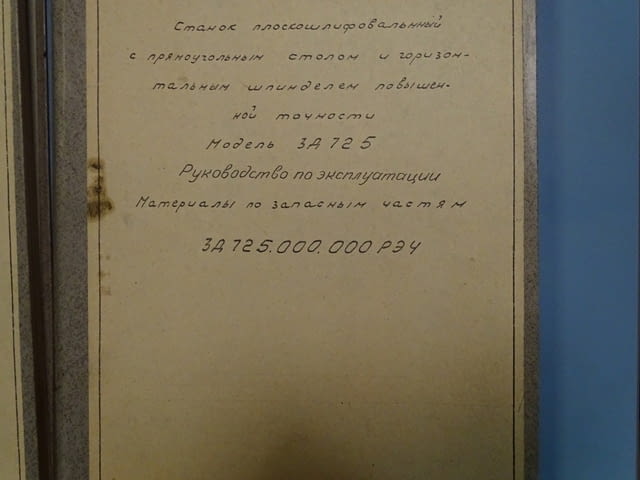 Станок плоскошлифовальнный
с прямоугольным столом и горизон-
тальным шпинделем повышен-
ной точности
Модель 3Д725
Руководство по эксплуатации
Материалы по запасным частям
3Д725.000.000 РЭ4